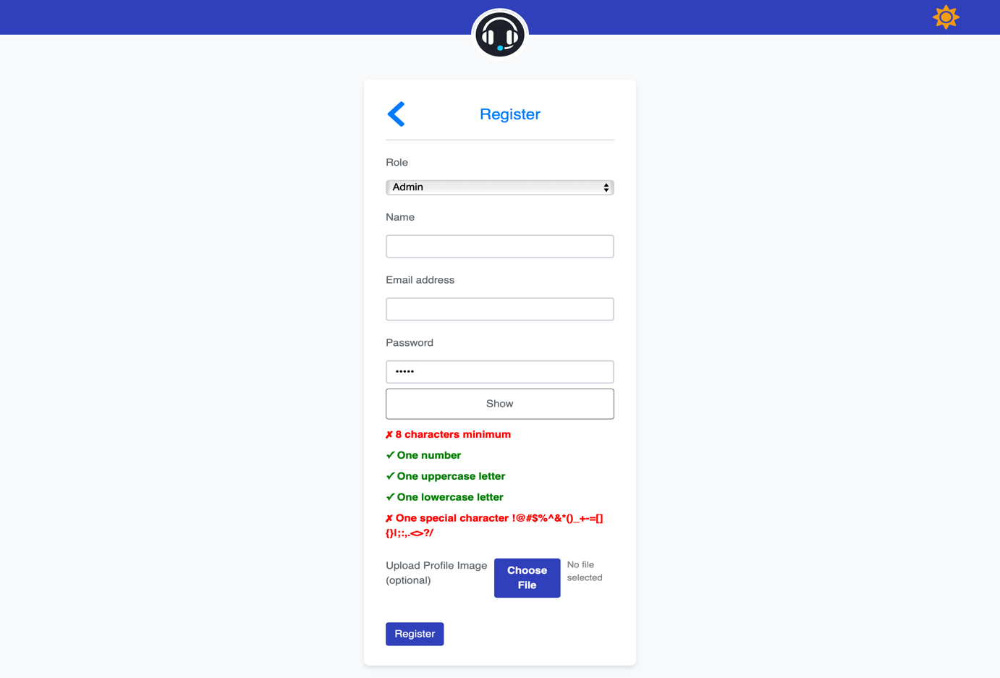 Register
Role
Admin
Name
Email address
Password
•••••
Show
✗ 8 characters minimum
✓ One number
✓ One uppercase letter
✓ One lowercase letter
✗ One special character !@#$%^&*()_+-=[]
{}|;:,.<>?/
Upload Profile Image
(optional)
Choose
File
No file
selected
Register